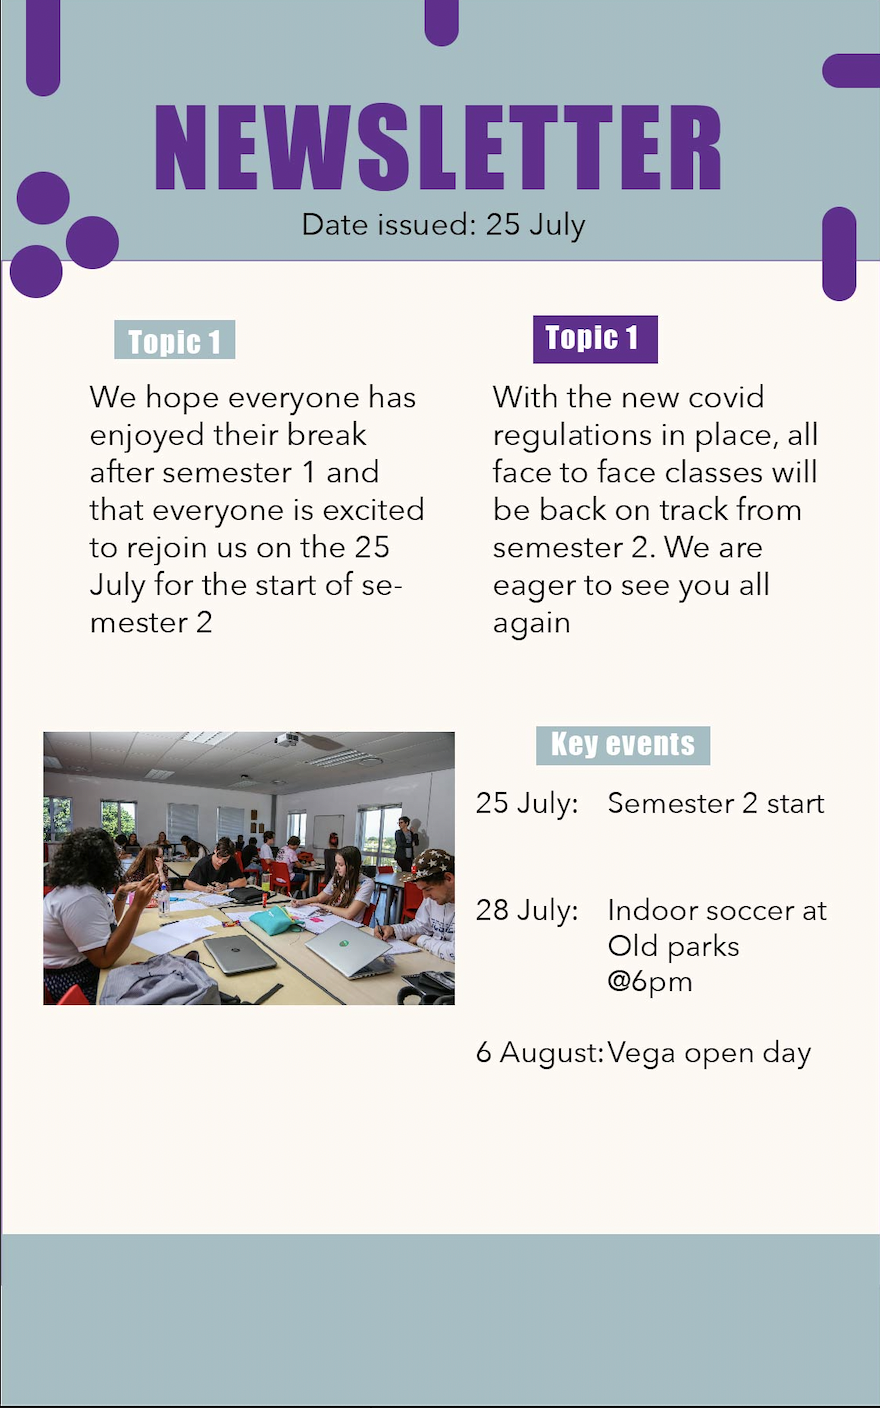 NEWSLETTER
Date issued: 25 July
Topic 1
We hope everyone has
enjoyed their break
after semester 1 and
that everyone is excited
to rejoin us on the 25
July for the start of se-
mester 2
Topic 1
With the new covid
regulations in place, all
face to face classes will
be back on track from
semester 2. We are
eager to see you all
again
Key events
25 July: Semester 2 start
28 July: Indoor soccer at
Old parks
@6pm
6 August: Vega open day